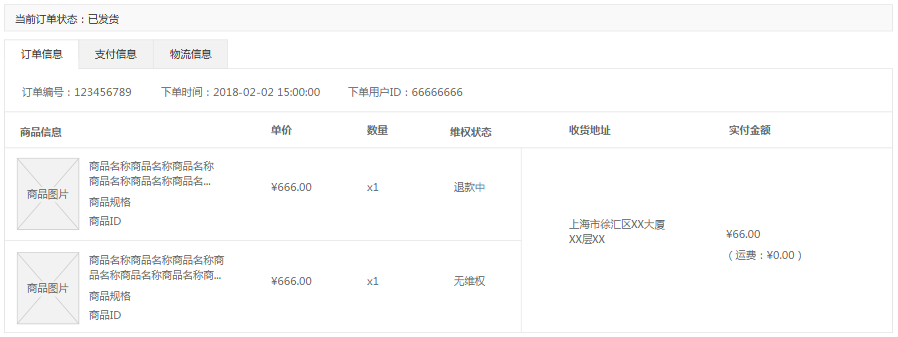 当前订单状态：已发货
订单信息 支付信息 物流信息
订单编号：123456789 下单时间：2018-02-02 15:00:00 下单用户ID：66666666
商品信息 单价 数量 维权状态 收货地址 实付金额
商品图片
商品名称商品名称商品名称
商品名称商品名称商品名...
商品规格
商品ID
¥666.00 x1 退款中
商品图片
商品名称商品名称商品名称商
品名称商品名称商品名称商...
商品规格
商品ID
¥666.00 x1 无维权
上海市徐汇区XX大厦
XX层XX
¥66.00
（运费：¥0.00）